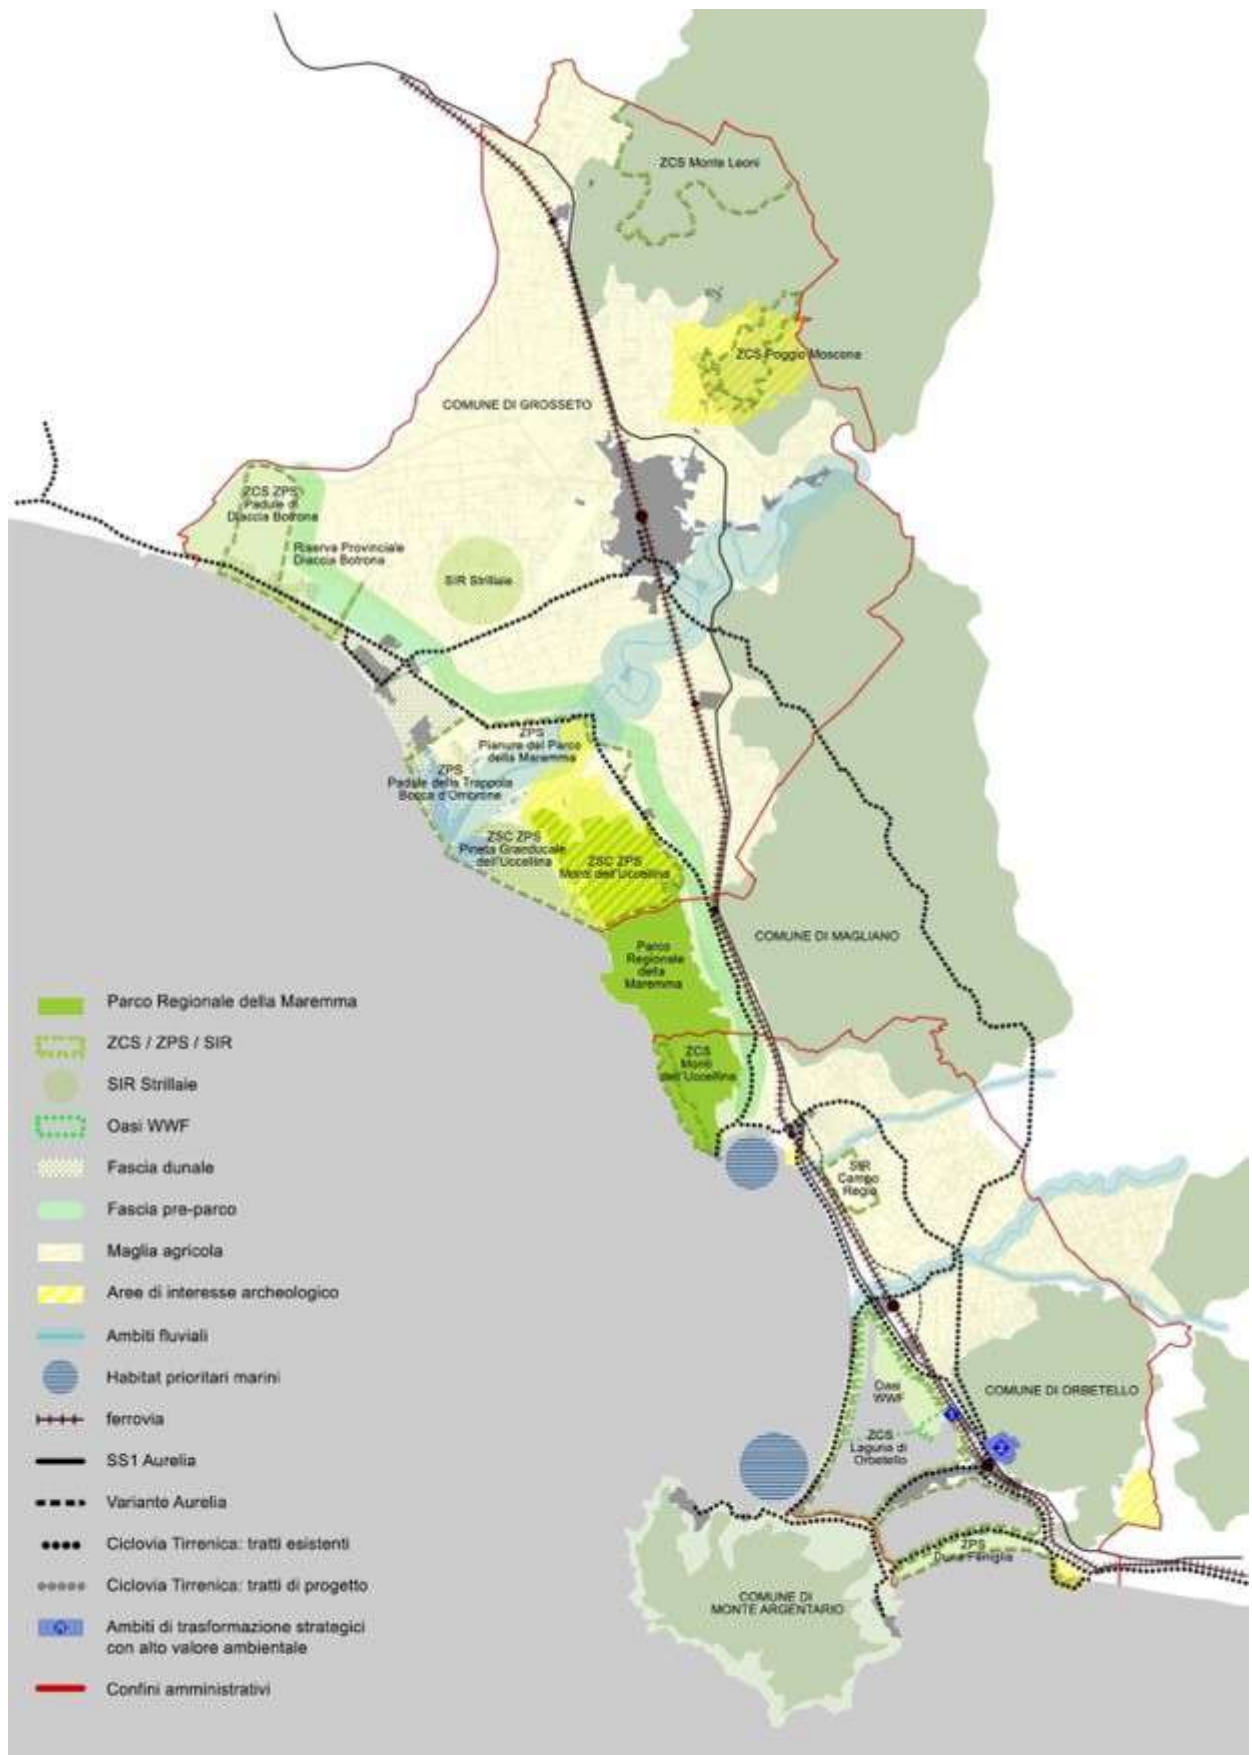 ZCS Monte Leoni
ZCS Poggio Moscona
COMUNE DI GROSSETO
ZCS ZPS
Padule di
Diaccia Botrona
Riserva Provinciale
Diaccia Botrona
SIR Strillaie
ZPS
Pianure del Parco
della Maremma
ZPS
Padule della Trappola
Bocca d'Ombrone
ZSC ZPS
Pineta Granducale
dell'Uccellina
ZSC ZPS
Monti dell'Uccellina
COMUNE DI MAGLIANO
Parco
Regionale
della
Maremma
ZCS
Monti
dell'Uccellina
SIR
Campo
Regio
Oasi
WWF
COMUNE DI ORBETELLO
ZCS
Laguna di
Orbetello
ZPS
Duna Feniglia
COMUNE DI
MONTE ARGENTARIO
Parco Regionale della Maremma
ZCS / ZPS / SIR
SIR Strillaie
Oasi WWF
Fascia dunale
Fascia pre-parco
Maglia agricola
Aree di interesse archeologico
Ambiti fluviali
Habitat prioritari marini
ferrovia
SS1 Aurelia
Variante Aurelia
Ciclovia Tirrenica: tratti esistenti
Ciclovia Tirrenica: tratti di progetto
Ambiti di trasformazione strategici
con alto valore ambientale
Confini amministrativi